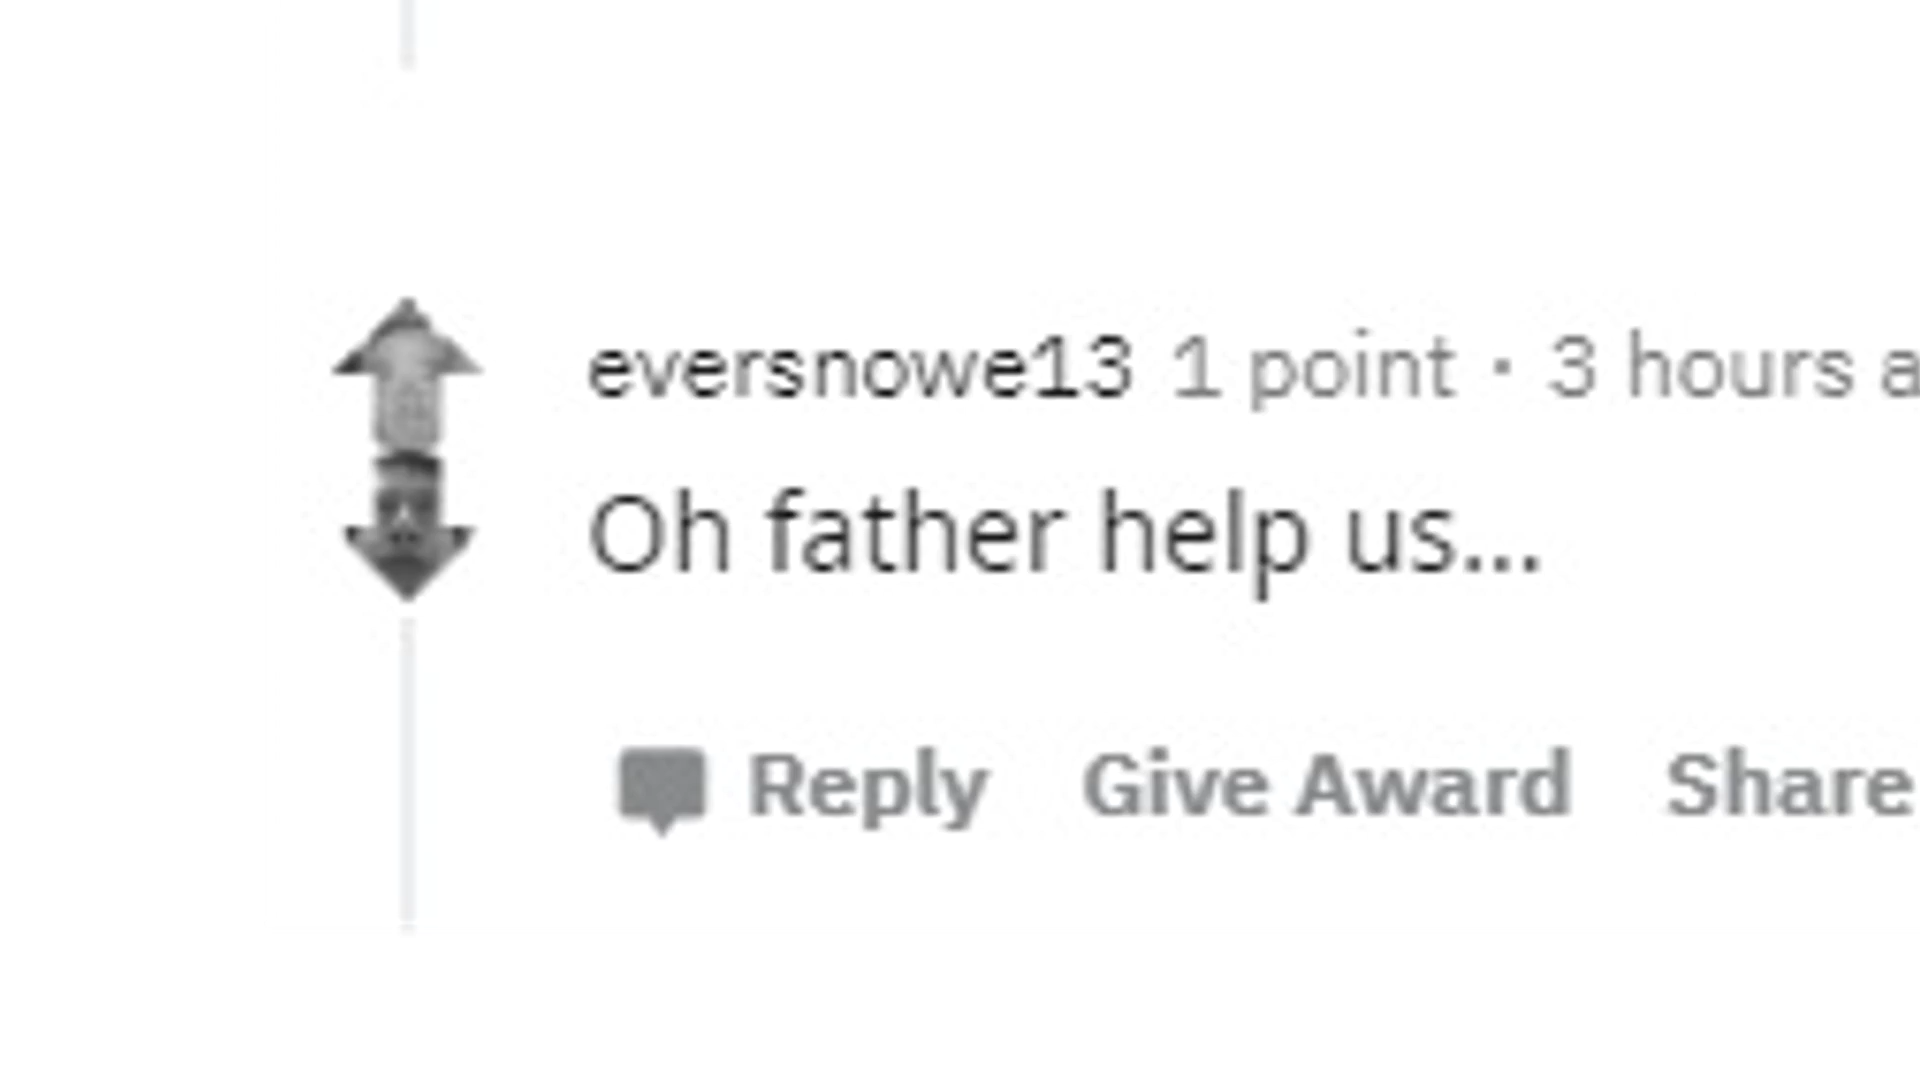 eversnowe13 1 point · 3 hours a
Oh father help us...
Reply Give Award Share